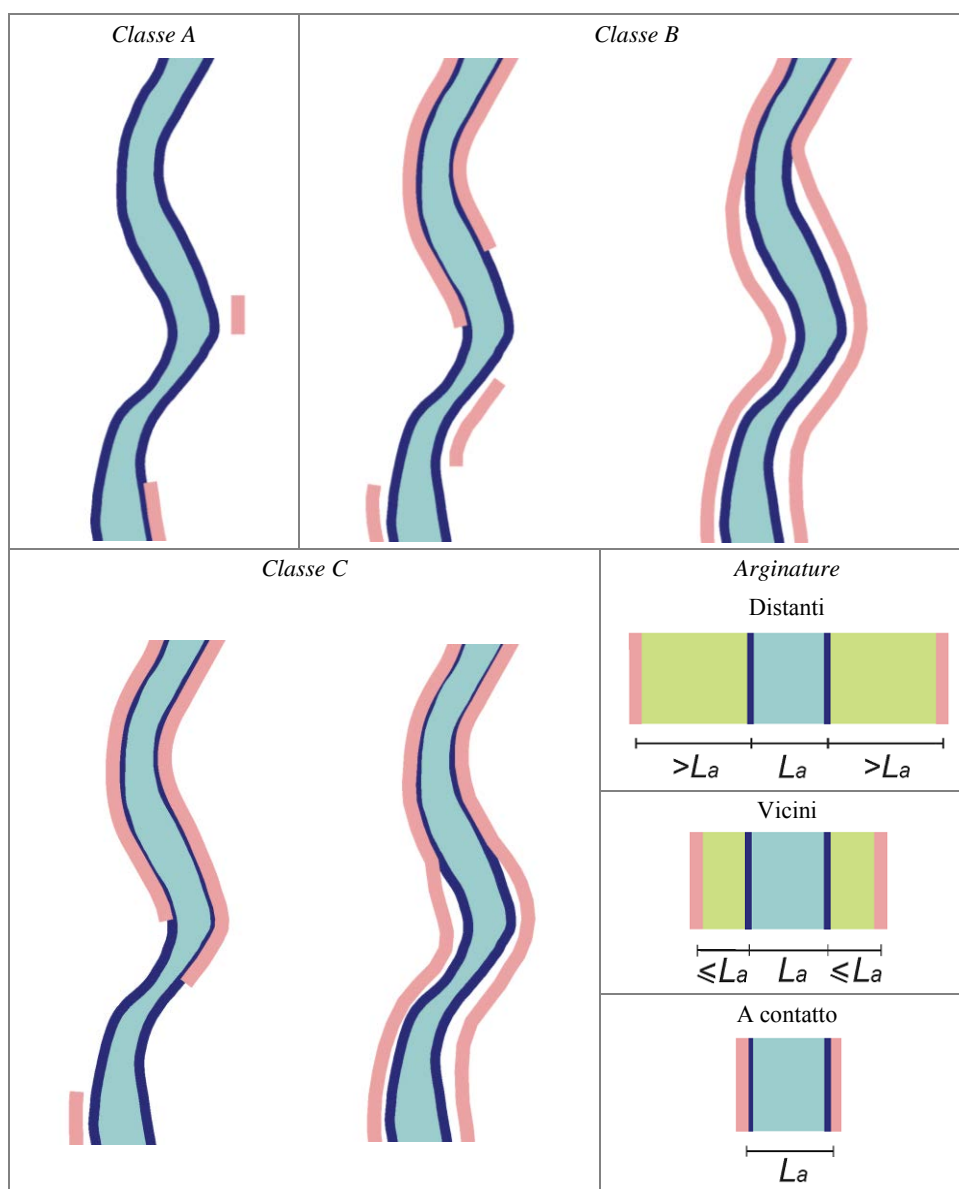 Classe A
Classe B
Classe C
Arginature
Distanti
>La La >La
Vicini
≤La La ≤La
A contatto
La